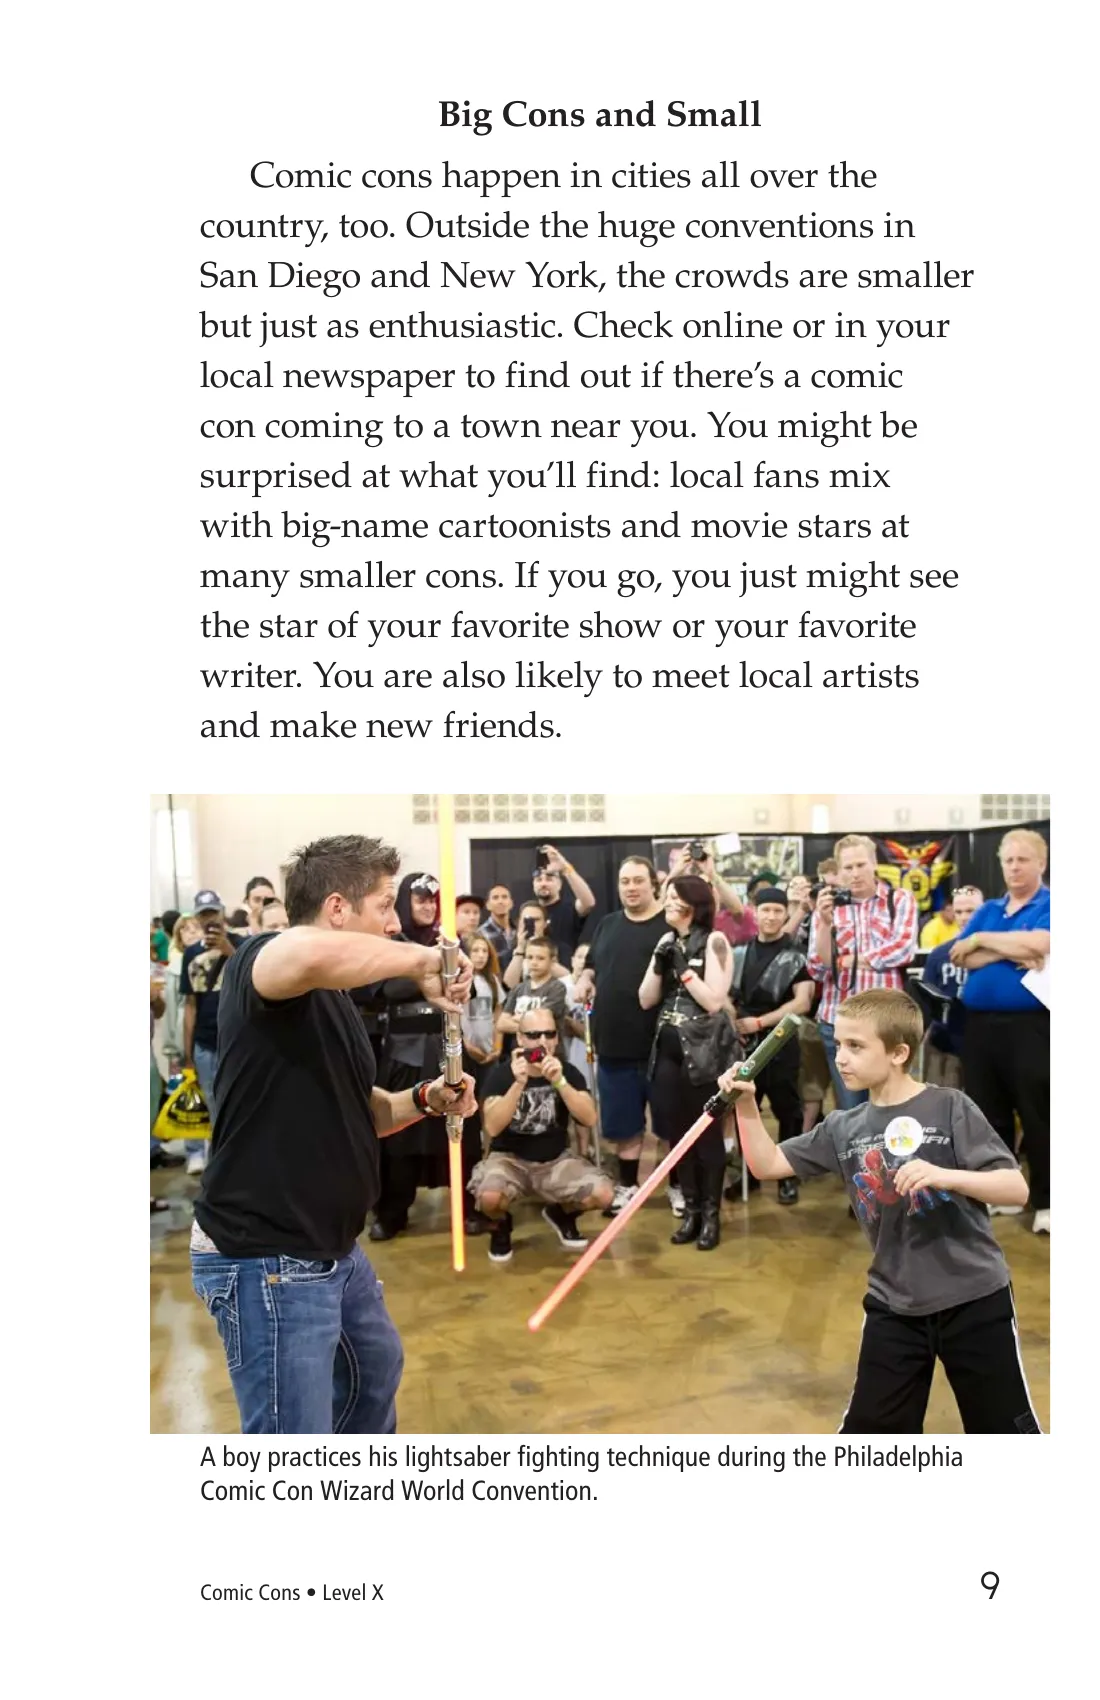 Big Cons and Small
Comic cons happen in cities all over the
country, too. Outside the huge conventions in
San Diego and New York, the crowds are smaller
but just as enthusiastic. Check online or in your
local newspaper to find out if there’s a comic
con coming to a town near you. You might be
surprised at what you’ll find: local fans mix
with big-name cartoonists and movie stars at
many smaller cons. If you go, you just might see
the star of your favorite show or your favorite
writer. You are also likely to meet local artists
and make new friends.
A boy practices his lightsaber fighting technique during the Philadelphia
Comic Con Wizard World Convention.
Comic Cons • Level X
9